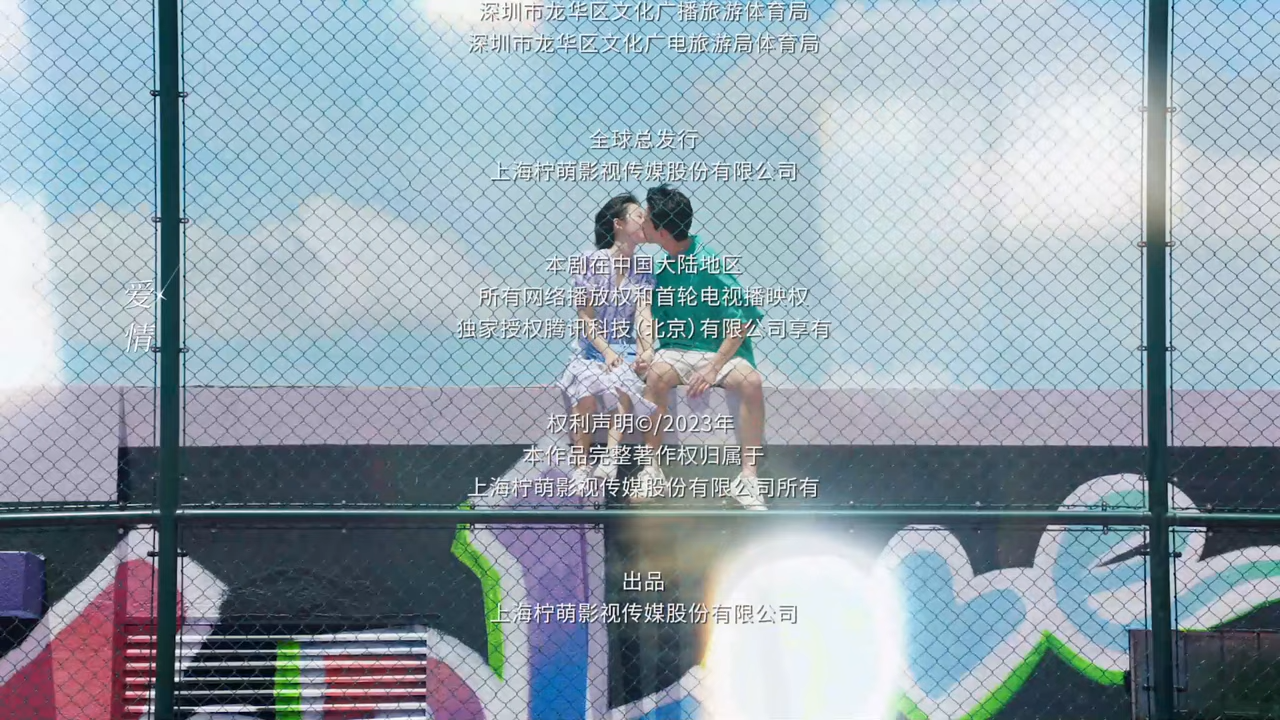 深圳市龙华区文化广播旅游体育局
深圳市龙华区文化广电旅游局体育局
全球总发行
上海柠萌影视传媒股份有限公司
本剧在中国大陆地区
所有网络播放权和首轮电视播映权
独家授权腾讯科技（北京）有限公司享有
爱
情
权利声明©/2023年
本作品完整著作权归属于
上海柠萌影视传媒股份有限公司所有
出品
上海柠萌影视传媒股份有限公司